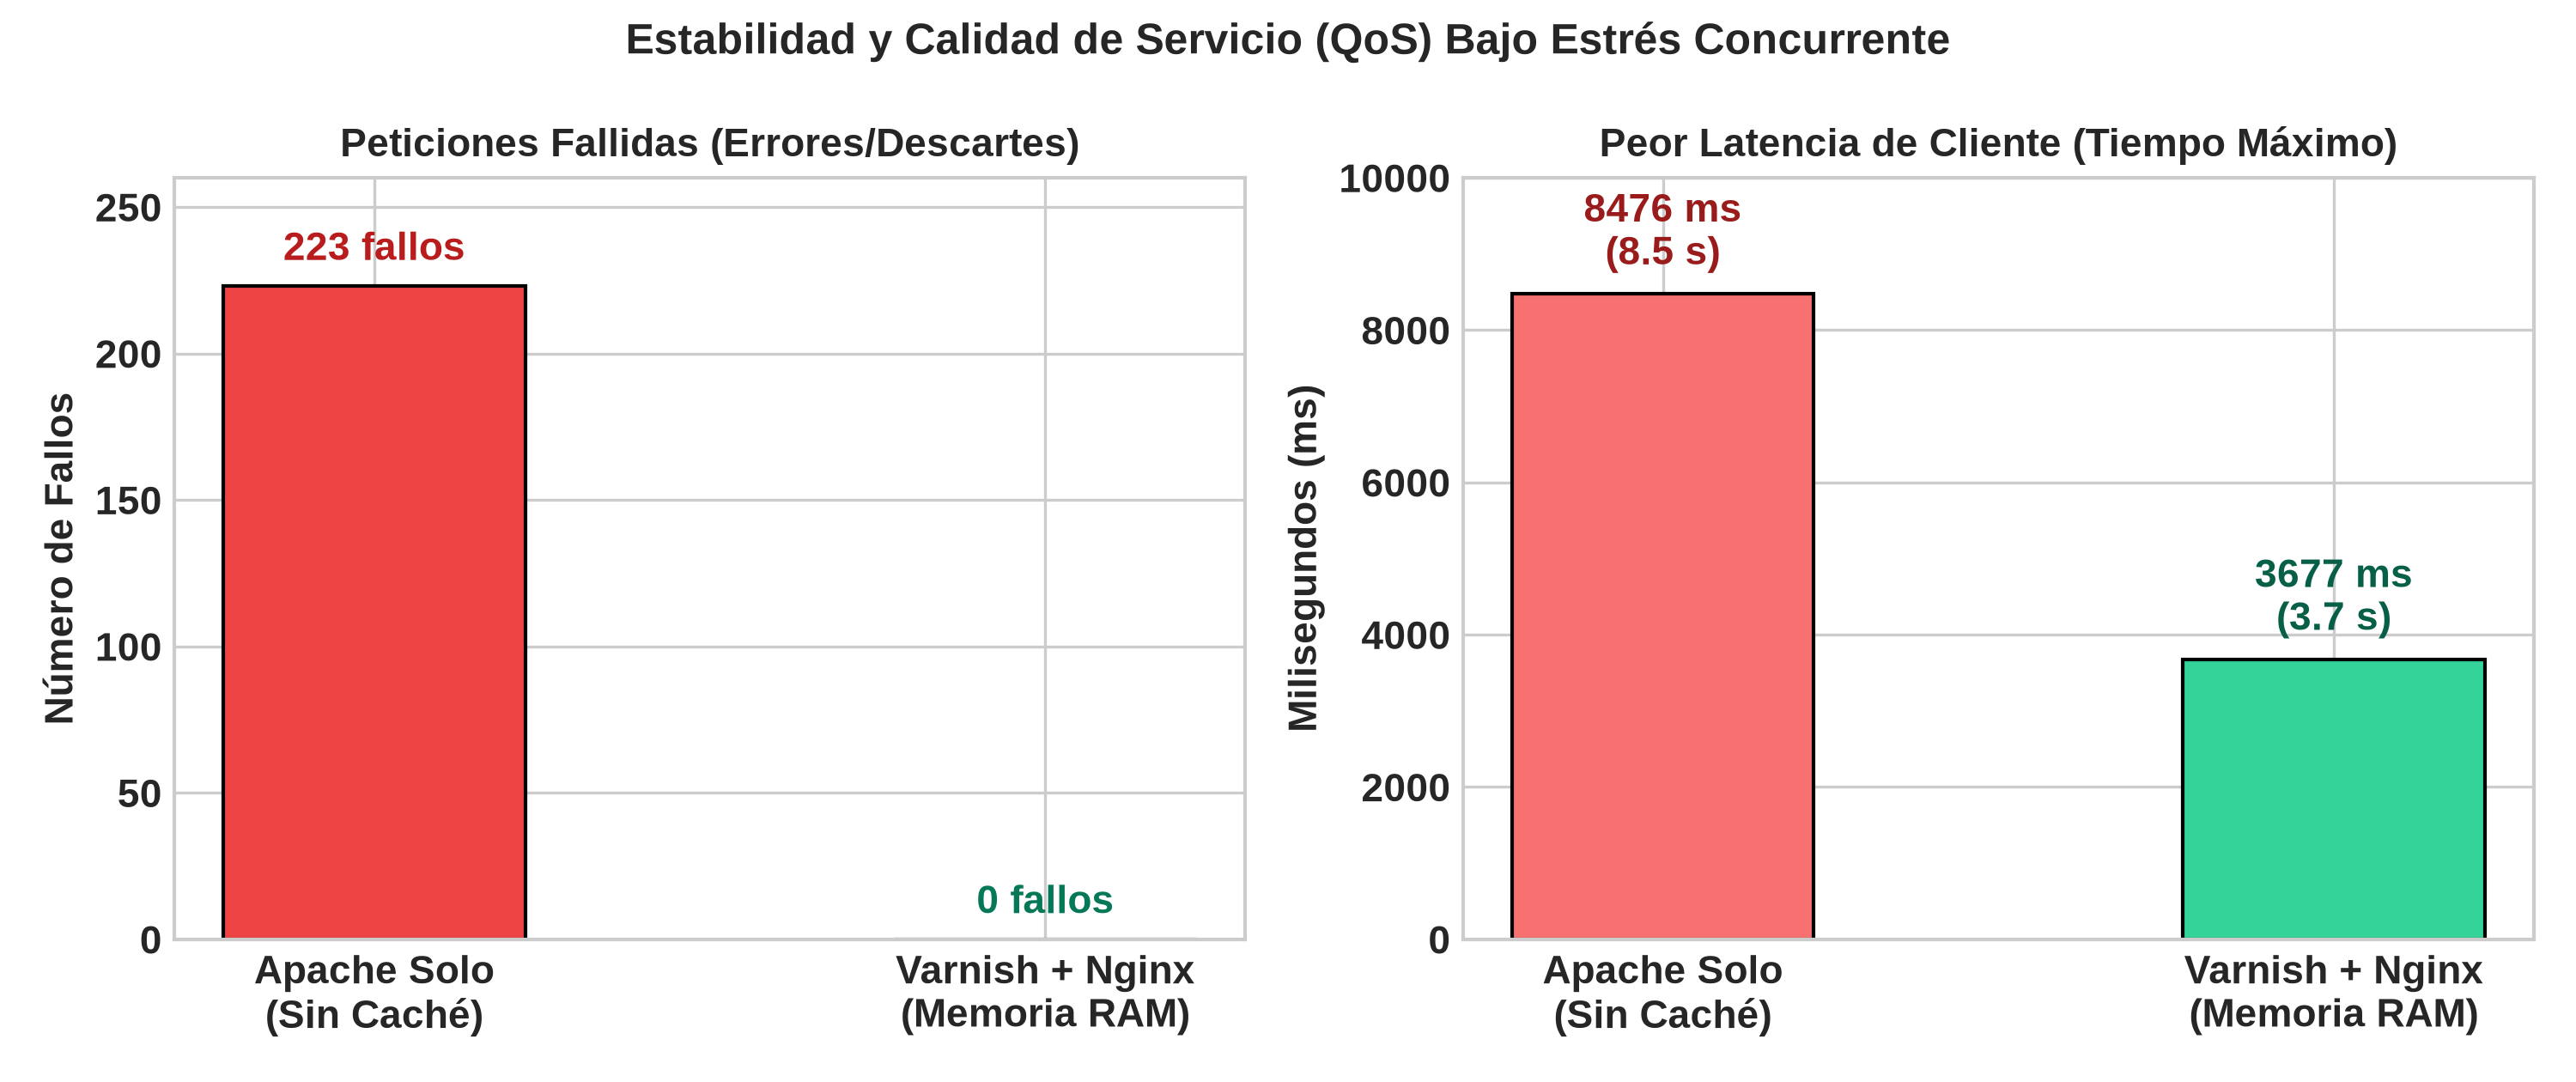 Estabilidad y Calidad de Servicio (QoS) Bajo Estrés Concurrente
Peticiones Fallidas (Errores/Descartes)
Número de Fallos
250
200
150
100
50
0
223 fallos
0 fallos
Apache Solo
(Sin Caché)
Varnish + Nginx
(Memoria RAM)
Peor Latencia de Cliente (Tiempo Máximo)
Milisegundos (ms)
10000
8000
6000
4000
2000
0
8476 ms
(8.5 s)
3677 ms
(3.7 s)
Apache Solo
(Sin Caché)
Varnish + Nginx
(Memoria RAM)